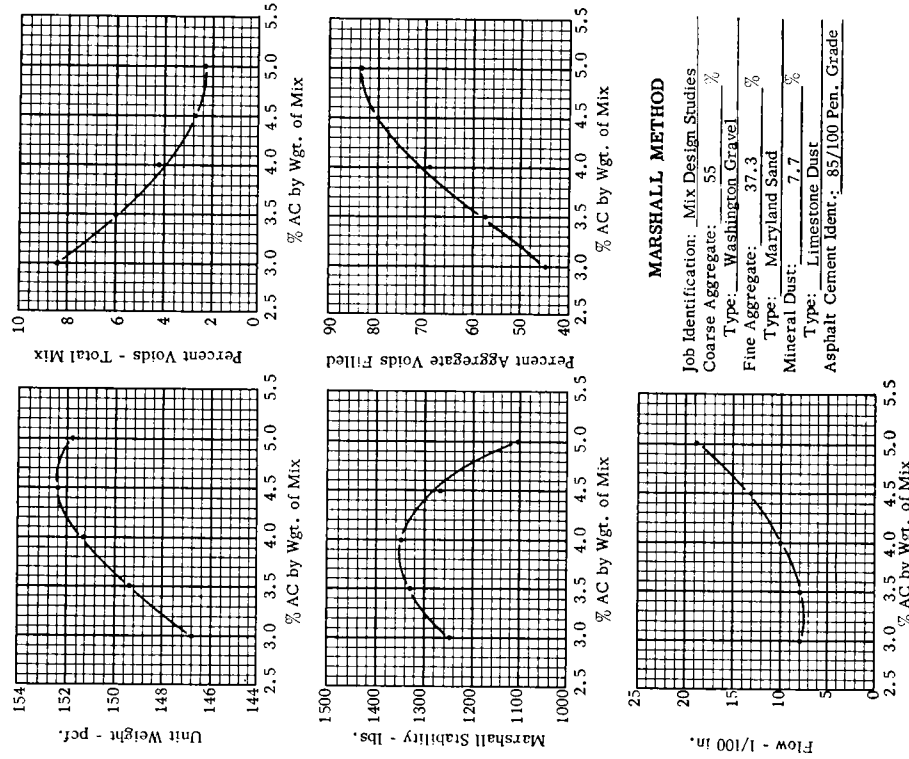 Unit Weight - pcf.
154
152
150
148
146
144
2.5 3.0 3.5 4.0 4.5 5.0 5.5
% AC by Wgt. of Mix
Percent Voids - Total Mix
10
8
6
4
2
0
2.5 3.0 3.5 4.0 4.5 5.0 5.5
% AC by Wgt. of Mix
Marshall Stability - lbs.
1500
1400
1300
1200
1100
1000
2.5 3.0 3.5 4.0 4.5 5.0 5.5
% AC by Wgt. of Mix
Percent Aggregate Voids Filled
90
80
70
60
50
40
2.5 3.0 3.5 4.0 4.5 5.0 5.5
% AC by Wgt. of Mix
Flow - 1/100 in.
25
20
15
10
5
0
2.5 3.0 3.5 4.0 4.5 5.0 5.5
% AC by Wgt. of Mix
MARSHALL METHOD
Job Identification: Mix Design Studies
Coarse Aggregate: 55 %
Type: Washington Gravel
Fine Aggregate: 37.3 %
Type: Maryland Sand
Mineral Dust: 7.7 %
Type: Limestone Dust
Asphalt Cement Ident.: 85/100 Pen. Grade